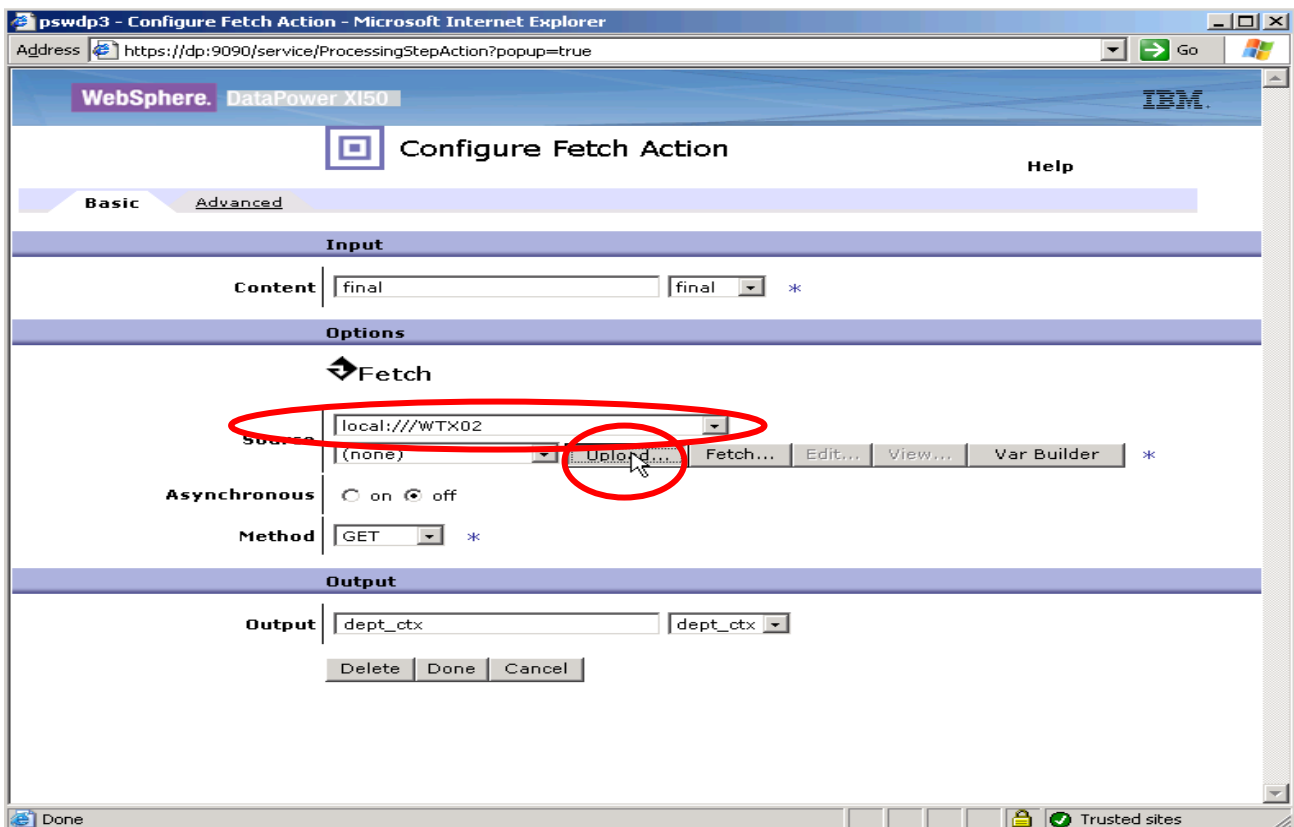 pswdp3 - Configure Fetch Action - Microsoft Internet Explorer
Address https://dp:9090/service/ProcessingStepAction?popup=true Go
WebSphere. DataPower XI50 IBM.
Configure Fetch Action
Help
Basic Advanced
Input
Content final final *
Options
Fetch
local:///WTX02
Source
(none) Upload... Fetch... Edit... View... Var Builder *
Asynchronous on off
Method GET *
Output
Output dept_ctx dept_ctx
Delete Done Cancel
Done Trusted sites